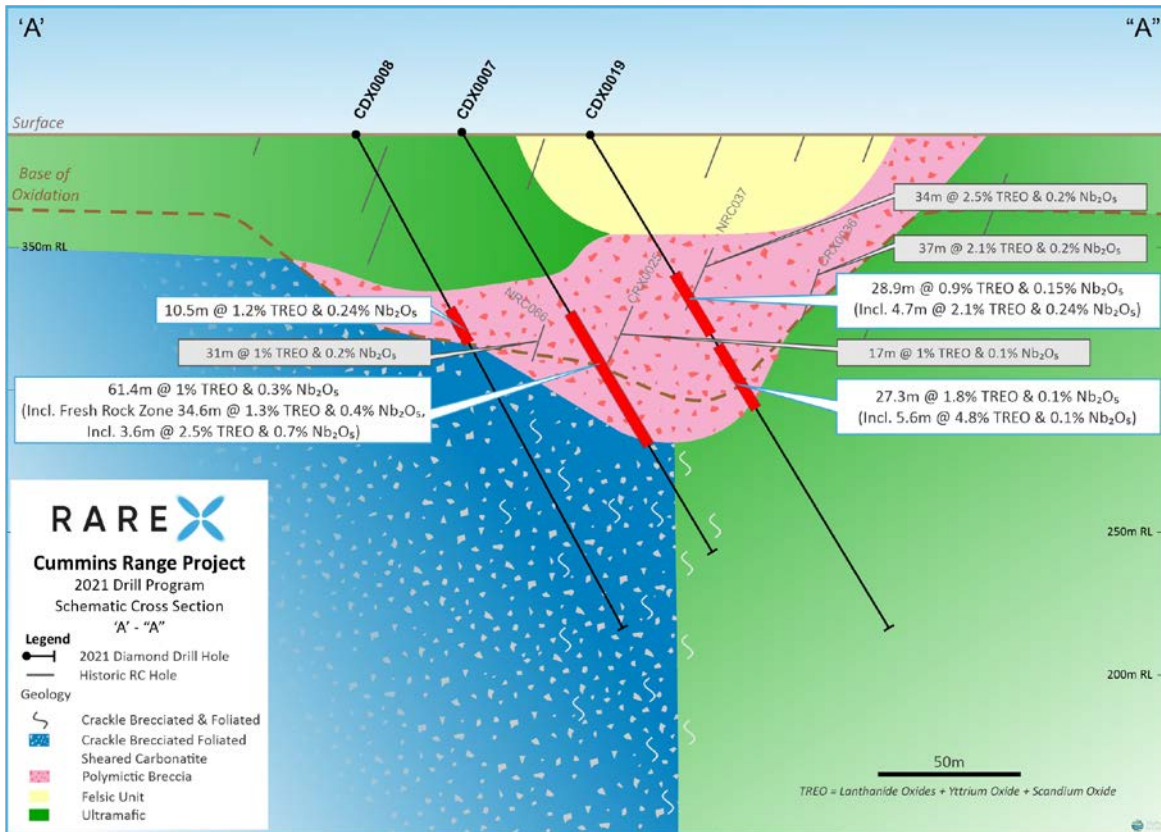 ‘A’
“A”
CDX0008
CDX0007
CDX0019
Surface
Base of
Oxidation
350m RL
NRC037
CRX0036
CRX0025
NRC066
34m @ 2.5% TREO & 0.2% Nb₂O₅
37m @ 2.1% TREO & 0.2% Nb₂O₅
28.9m @ 0.9% TREO & 0.15% Nb₂O₅
(Incl. 4.7m @ 2.1% TREO & 0.24% Nb₂O₅)
10.5m @ 1.2% TREO & 0.24% Nb₂O₅
31m @ 1% TREO & 0.2% Nb₂O₅
17m @ 1% TREO & 0.1% Nb₂O₅
61.4m @ 1% TREO & 0.3% Nb₂O₅
(Incl. Fresh Rock Zone 34.6m @ 1.3% TREO & 0.4% Nb₂O₅,
Incl. 3.6m @ 2.5% TREO & 0.7% Nb₂O₅)
27.3m @ 1.8% TREO & 0.1% Nb₂O₅
(Incl. 5.6m @ 4.8% TREO & 0.1% Nb₂O₅)
250m RL
200m RL
RAREX
Cummins Range Project
2021 Drill Program
Schematic Cross Section
‘A’ - “A”
Legend
2021 Diamond Drill Hole
Historic RC Hole
Geology
Crackle Brecciated & Foliated
Crackle Brecciated Foliated
Sheared Carbonatite
Polymictic Breccia
Felsic Unit
Ultramafic
50m
TREO = Lanthanide Oxides + Yttrium Oxide + Scandium Oxide